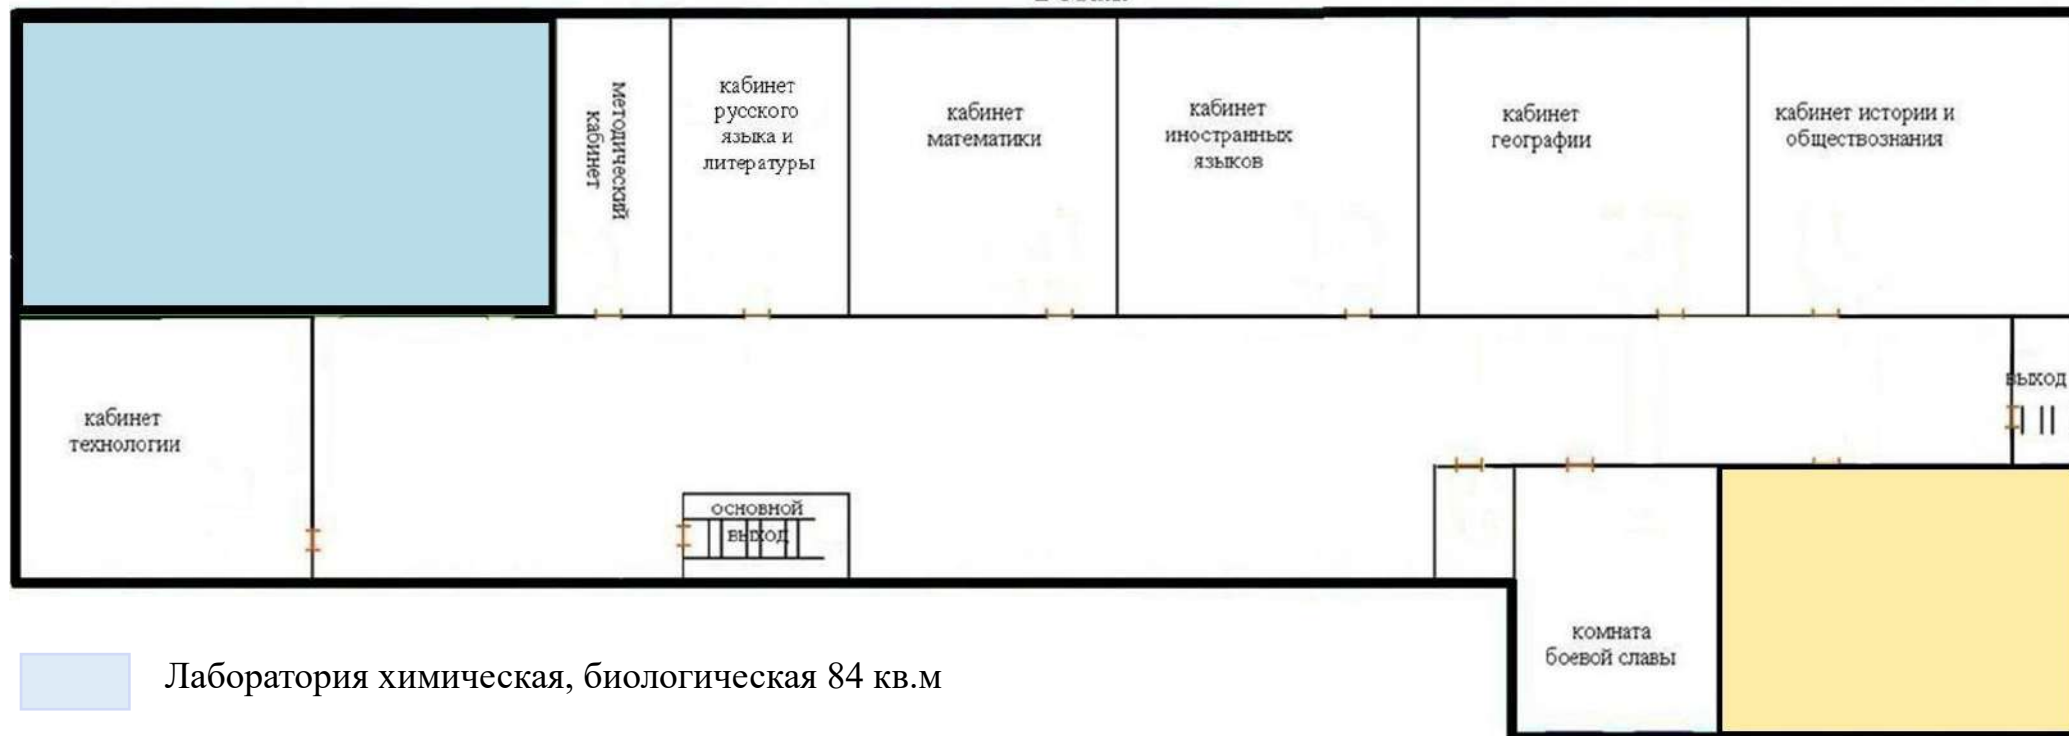 методический
кабинет
кабинет
русского
языка и
литературы
кабинет
математики
кабинет
иностранных
языков
кабинет
географии
кабинет истории и
обществознания
выход
кабинет
технологии
основной
выход
комната
боевой славы
Лаборатория химическая, биологическая 84 кв.м